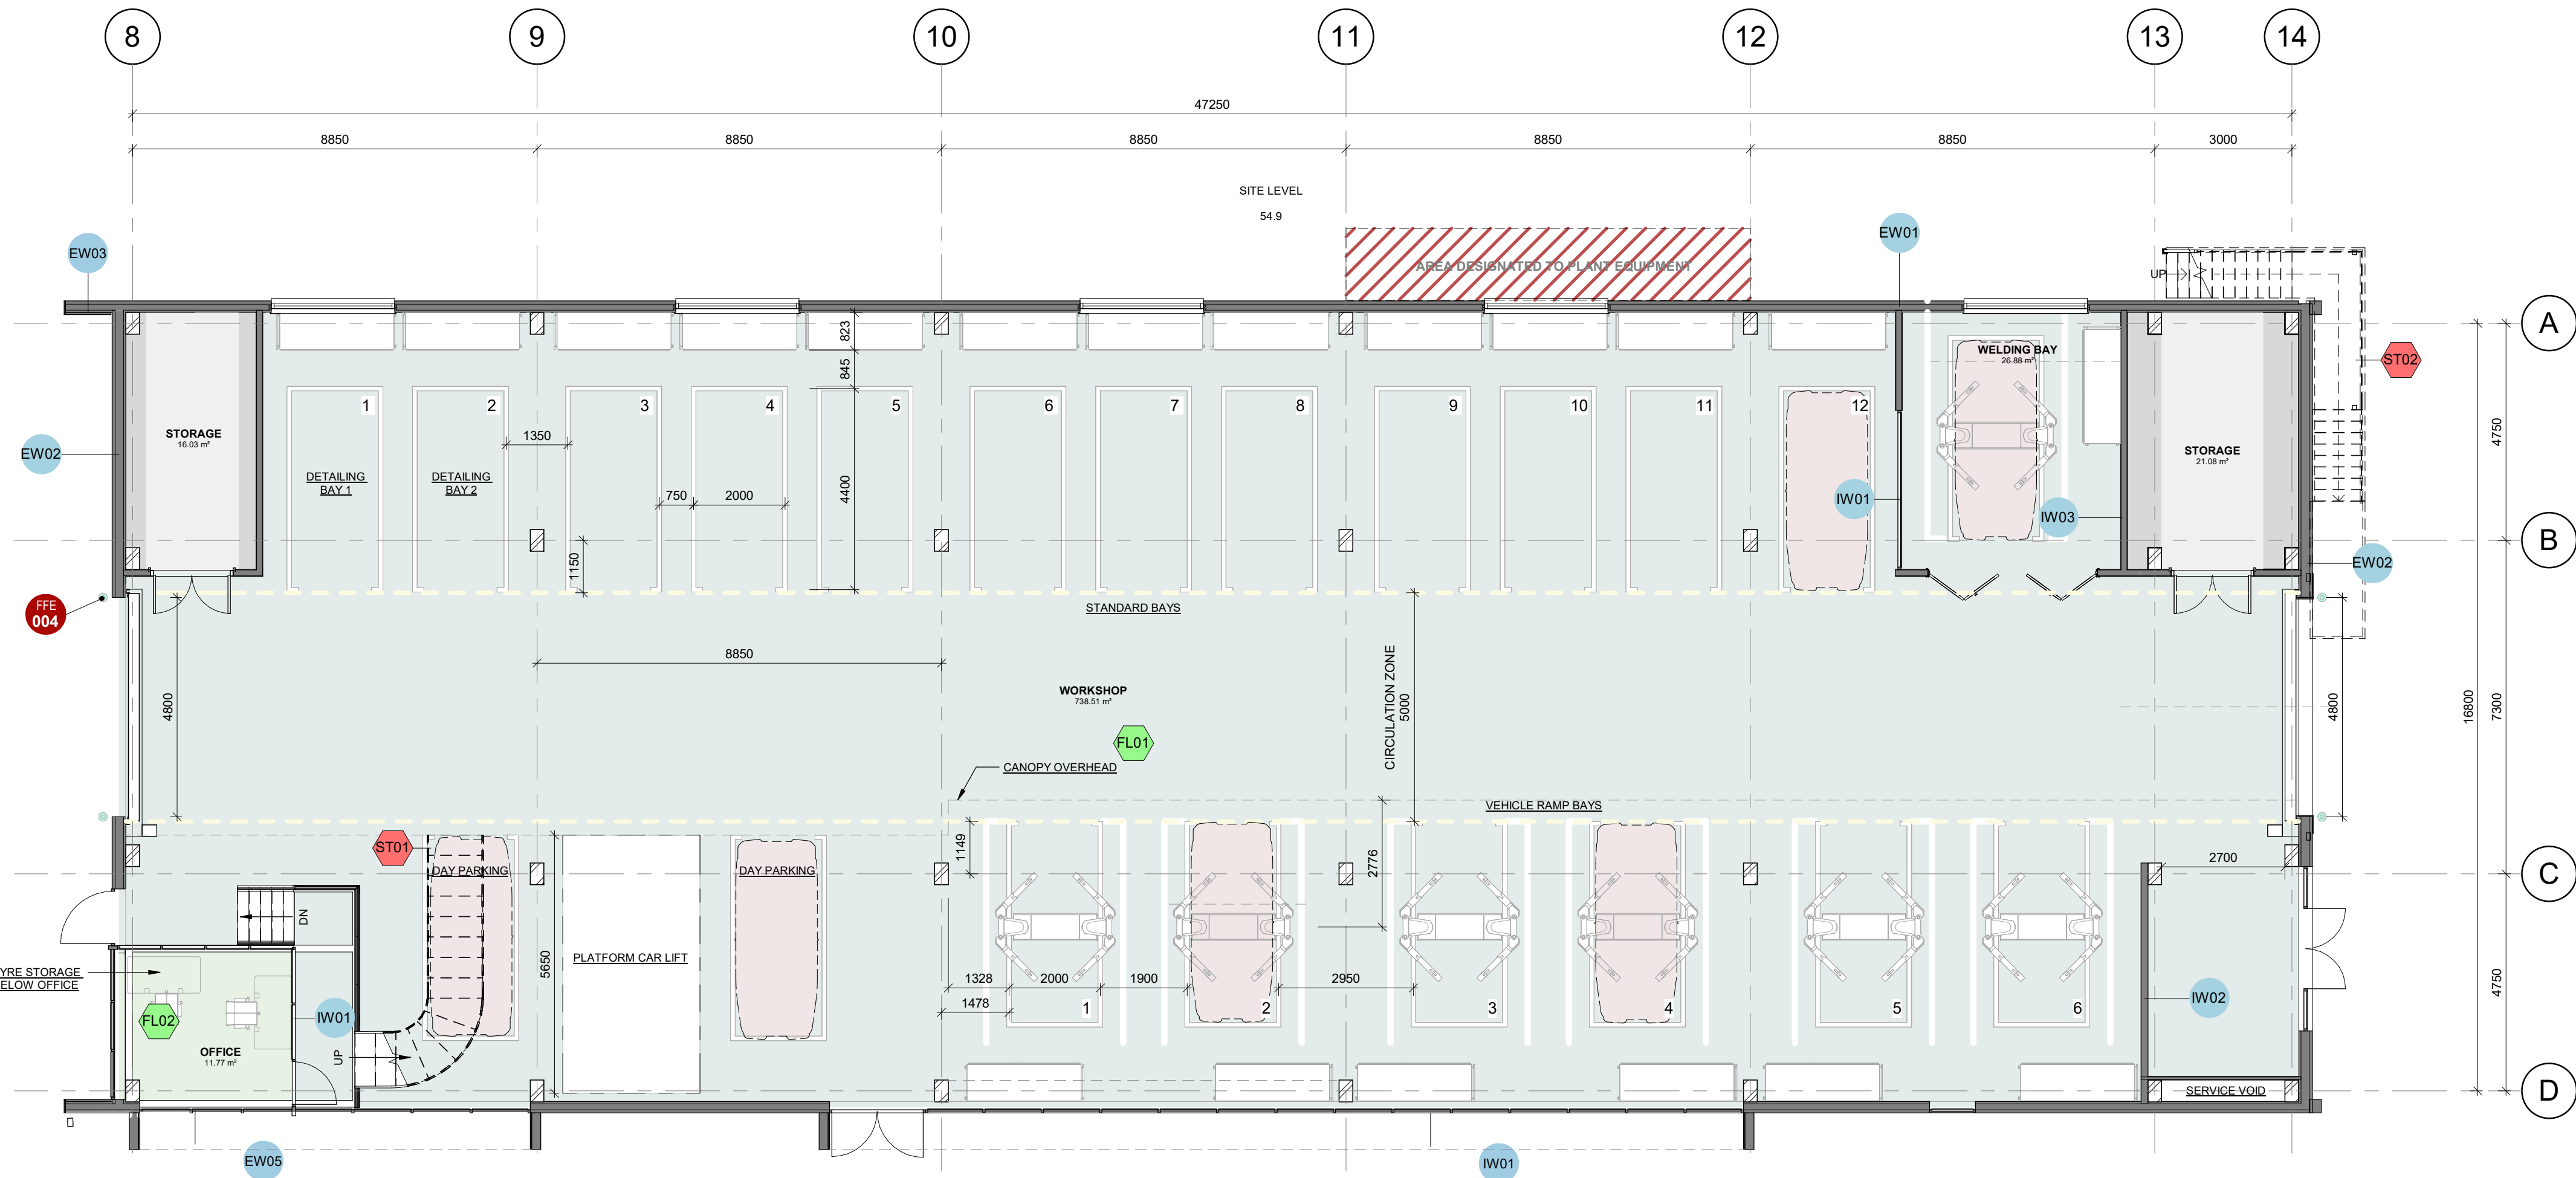 8
9
10
11
12
13
14
47250
8850
8850
8850
8850
8850
3000
SITE LEVEL
54.9
EW03
EW01
AREA DESIGNATED TO PLANT EQUIPMENT
UP
A
823
845
WELDING BAY
26.88 m²
ST02
1
2
3
4
5
6
7
8
9
10
11
12
STORAGE
16.03 m²
EW02
1350
4750
STORAGE
21.08 m²
DETAILING
BAY 1
DETAILING
BAY 2
750
2000
4400
IW01
IW03
B
1150
EW02
FFE
004
STANDARD BAYS
8850
4800
WORKSHOP
738.51 m²
CIRCULATION ZONE
5000
4800
16800
7300
FL01
CANOPY OVERHEAD
VEHICLE RAMP BAYS
ST01
1149
2776
DAY PARKING
DAY PARKING
2700
C
DN
PLATFORM CAR LIFT
5650
YRE STORAGE
ELOW OFFICE
1328
2000
1900
2950
1478
4750
IW02
FL02
IW01
1
2
3
4
5
6
OFFICE
11.77 m²
UP
SERVICE VOID
D
EW05
IW01